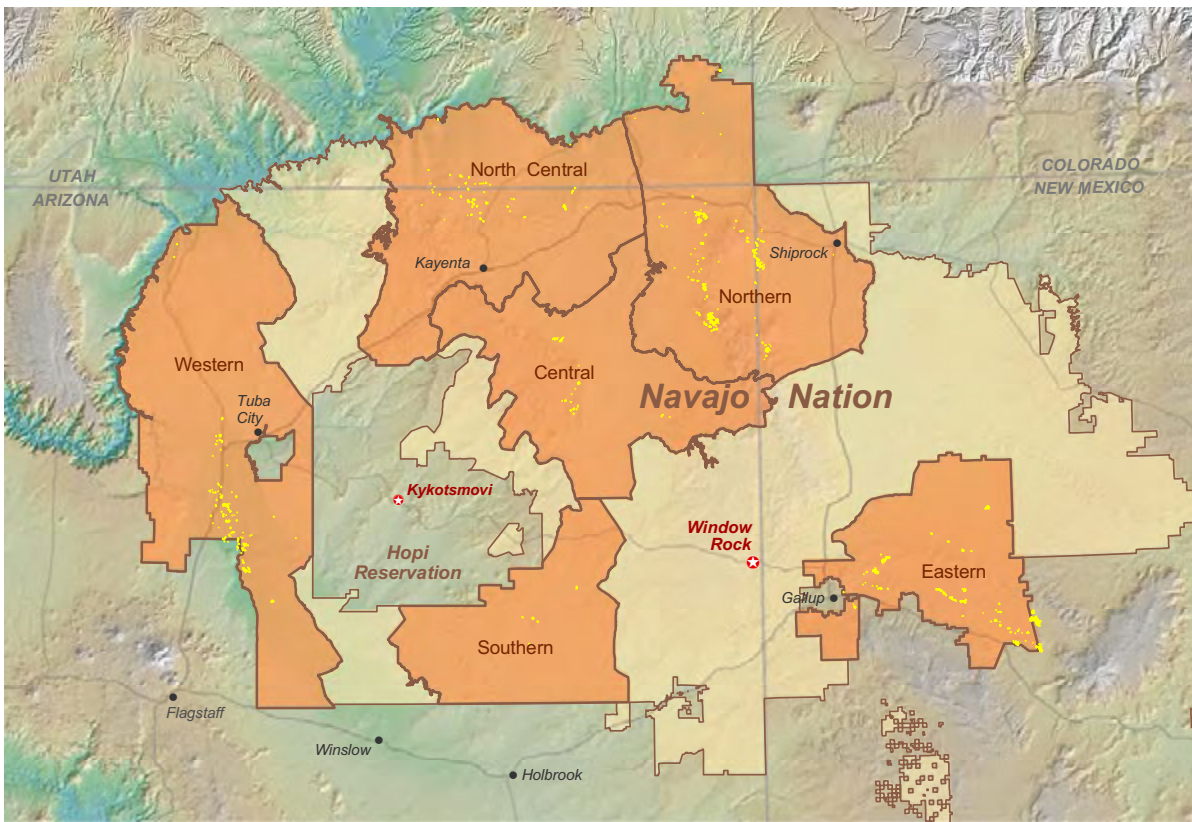 UTAH
ARIZONA
COLORADO
NEW MEXICO
North Central
Kayenta
Shiprock
Northern
Western
Central
Navajo Nation
Tuba
City
Kykotsmovi
Window
Rock
Hopi
Reservation
Eastern
Gallup
Southern
Flagstaff
Winslow
Holbrook